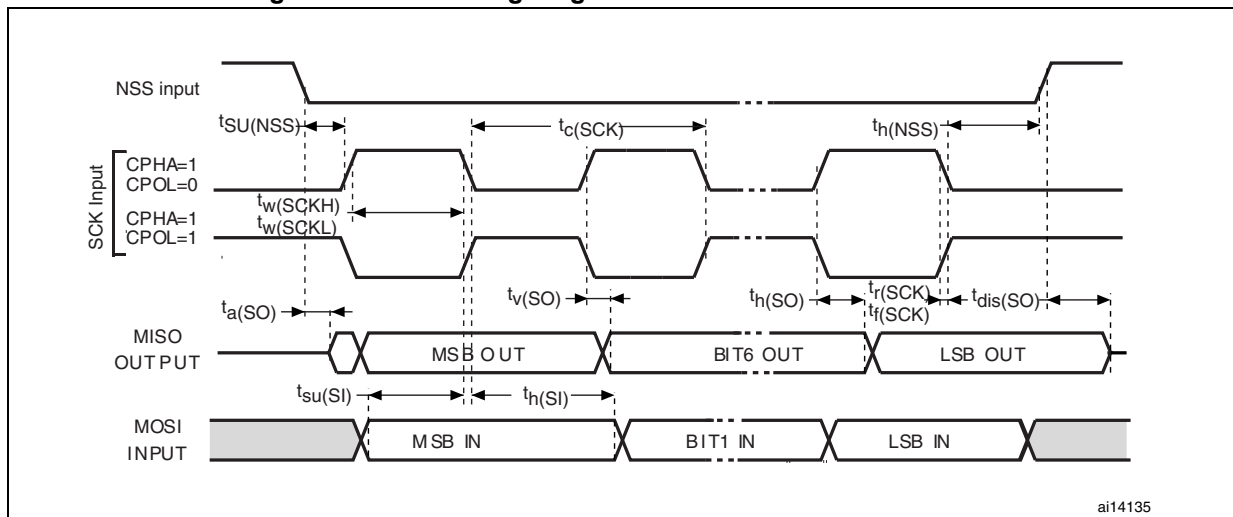 NSS input
tSU(NSS)
tc(SCK)
th(NSS)
SCK Input
CPHA=1
CPOL=0
tw(SCKH)
CPHA=1
tw(SCKL)
CPOL=1
ta(SO)
tv(SO)
th(SO)
tr(SCK)
tf(SCK)
tdis(SO)
MISO
OUTPUT
MSB OUT
BIT6 OUT
LSB OUT
tsu(SI)
th(SI)
MOSI
INPUT
MSB IN
BIT1 IN
LSB IN
ai14135